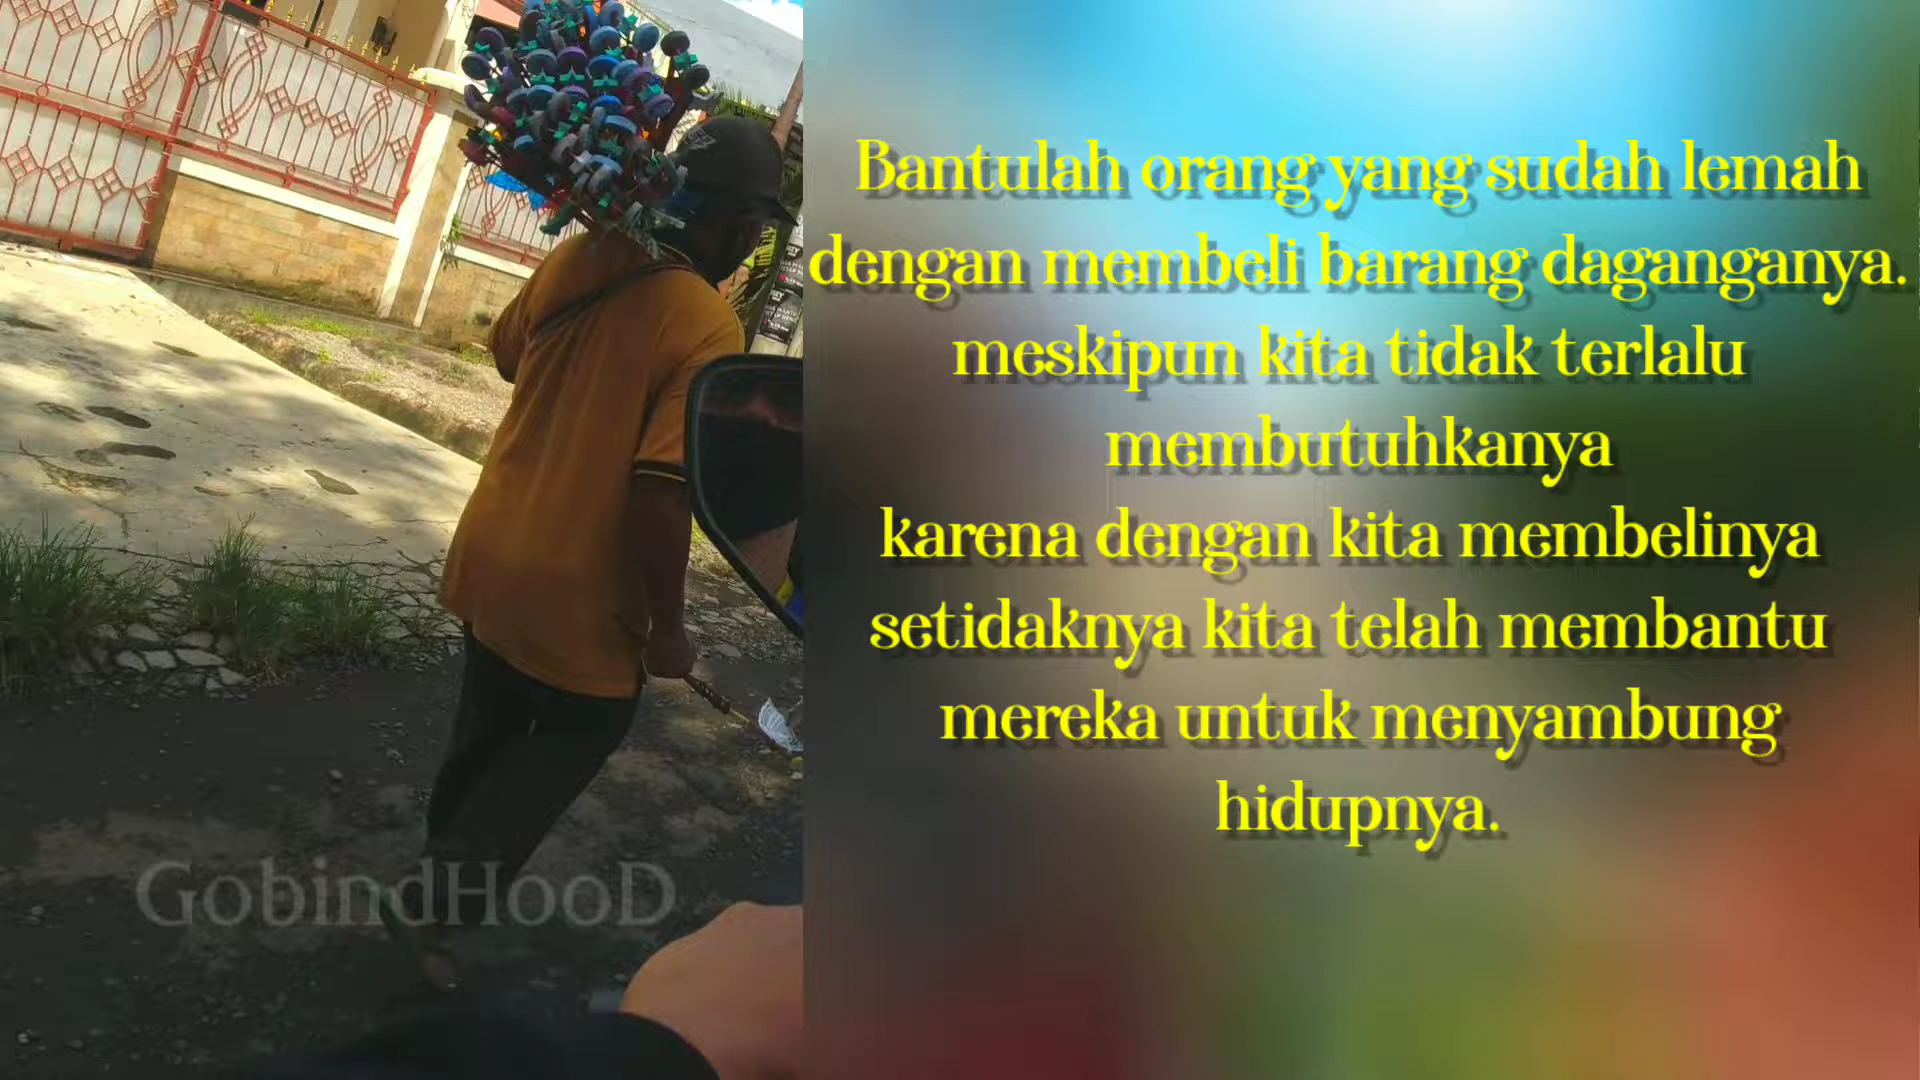 Bantulah orang yang sudah lemah
dengan membeli barang daganganya.
meskipun kita tidak terlalu
membutuhkanya
karena dengan kita membelinya
setidaknya kita telah membantu
mereka untuk menyambung
hidupnya.
GobindHooD